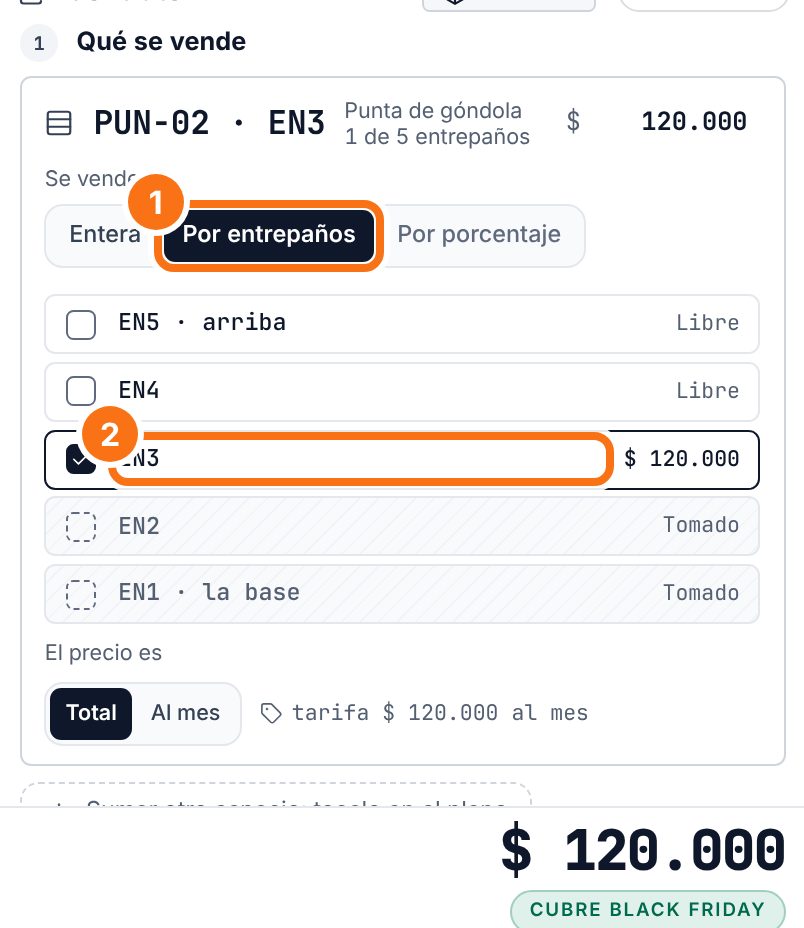 1 Qué se vende
PUN-02 · EN3 Punta de góndola 1 de 5 entrepaños $ 120.000
Se vende
1
Entera Por entrepaños Por porcentaje
EN5 · arriba Libre
EN4 Libre
2
EN3 $ 120.000
EN2 Tomado
EN1 · la base Tomado
El precio es
Total Al mes tarifa $ 120.000 al mes
$ 120.000
CUBRE BLACK FRIDAY